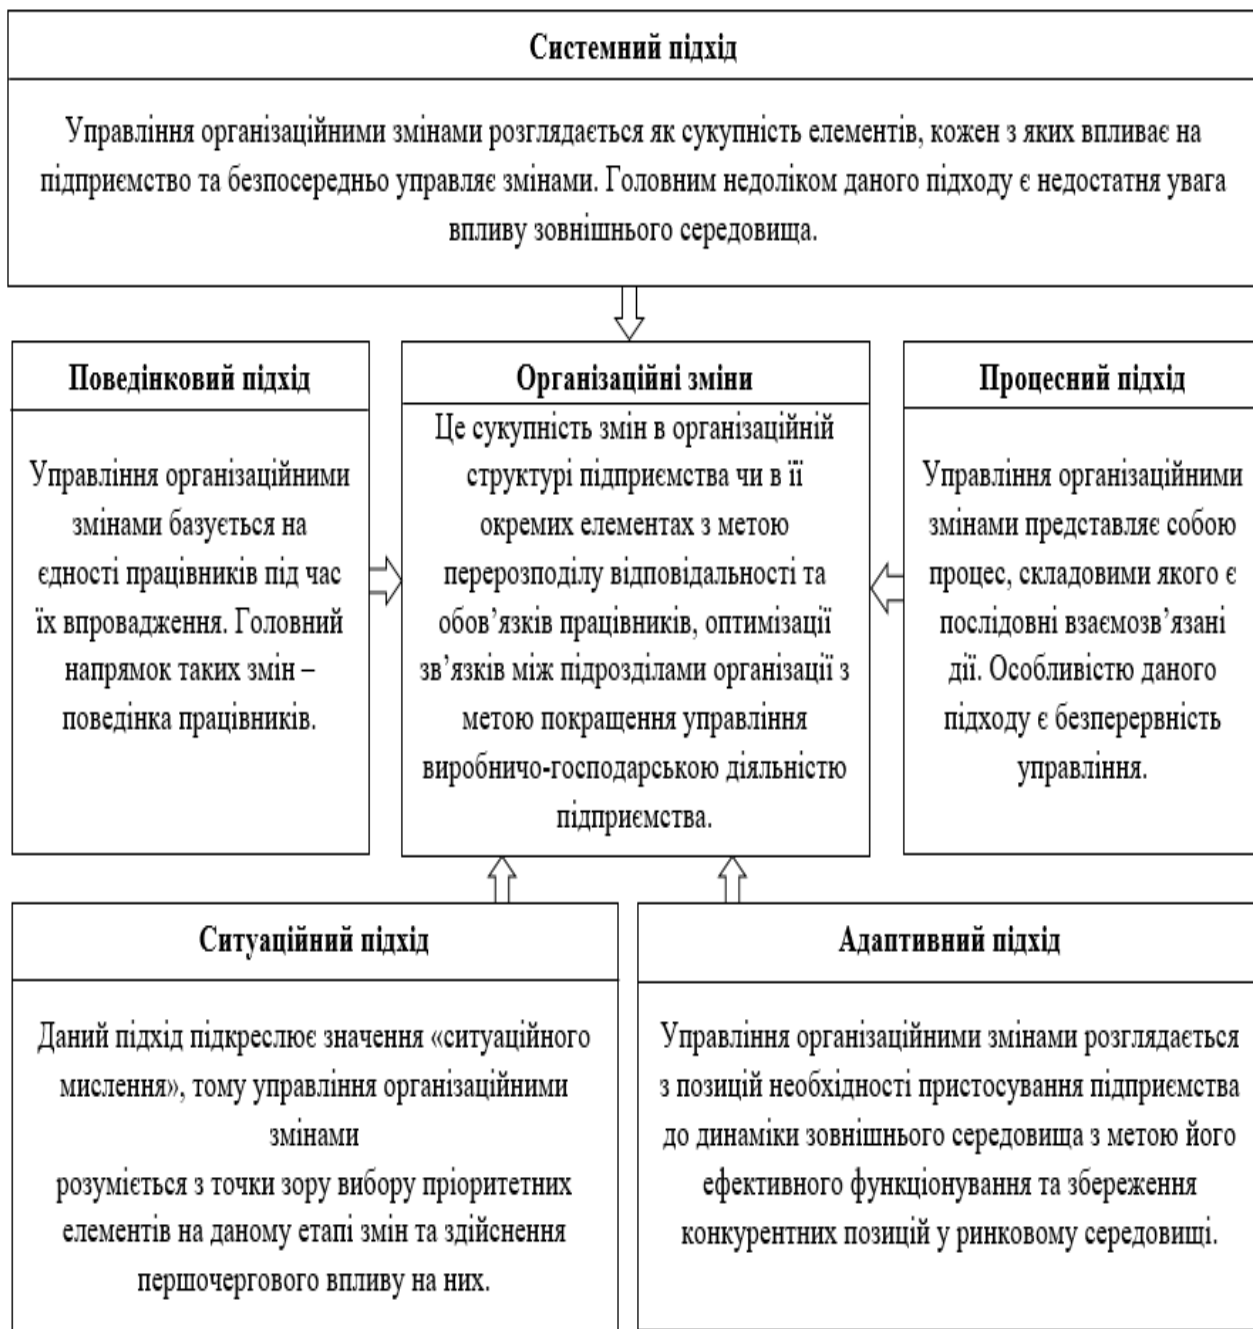 Системний підхід
Управління організаційними змінами розглядається як сукупність елементів, кожен з яких впливає на
підприємство та безпосередньо управляє змінами. Головним недоліком даного підходу є недостатня увага
впливу зовнішнього середовища.
Поведінковий підхід
Управління організаційними
змінами базується на
єдності працівників під час
їх впровадження. Головний
напрямок таких змін –
поведінка працівників.
Організаційні зміни
Це сукупність змін в організаційній
структурі підприємства чи в її
окремих елементах з метою
перерозподілу відповідальності та
обов’язків працівників, оптимізації
зв’язків між підрозділами організації з
метою покращення управління
виробничо-господарською діяльністю
підприємства.
Процесний підхід
Управління організаційними
змінами представляє собою
процес, складовими якого є
послідовні взаємозв’язані
дії. Особливістю даного
підходу є безперервність
управління.
Ситуаційний підхід
Даний підхід підкреслює значення «ситуаційного
мислення», тому управління організаційними
змінами
розуміється з точки зору вибору пріоритетних
елементів на даному етапі змін та здійснення
першочергового впливу на них.
Адаптивний підхід
Управління організаційними змінами розглядається
з позицій необхідності пристосування підприємства
до динаміки зовнішнього середовища з метою його
ефективного функціонування та збереження
конкурентних позицій у ринковому середовищі.